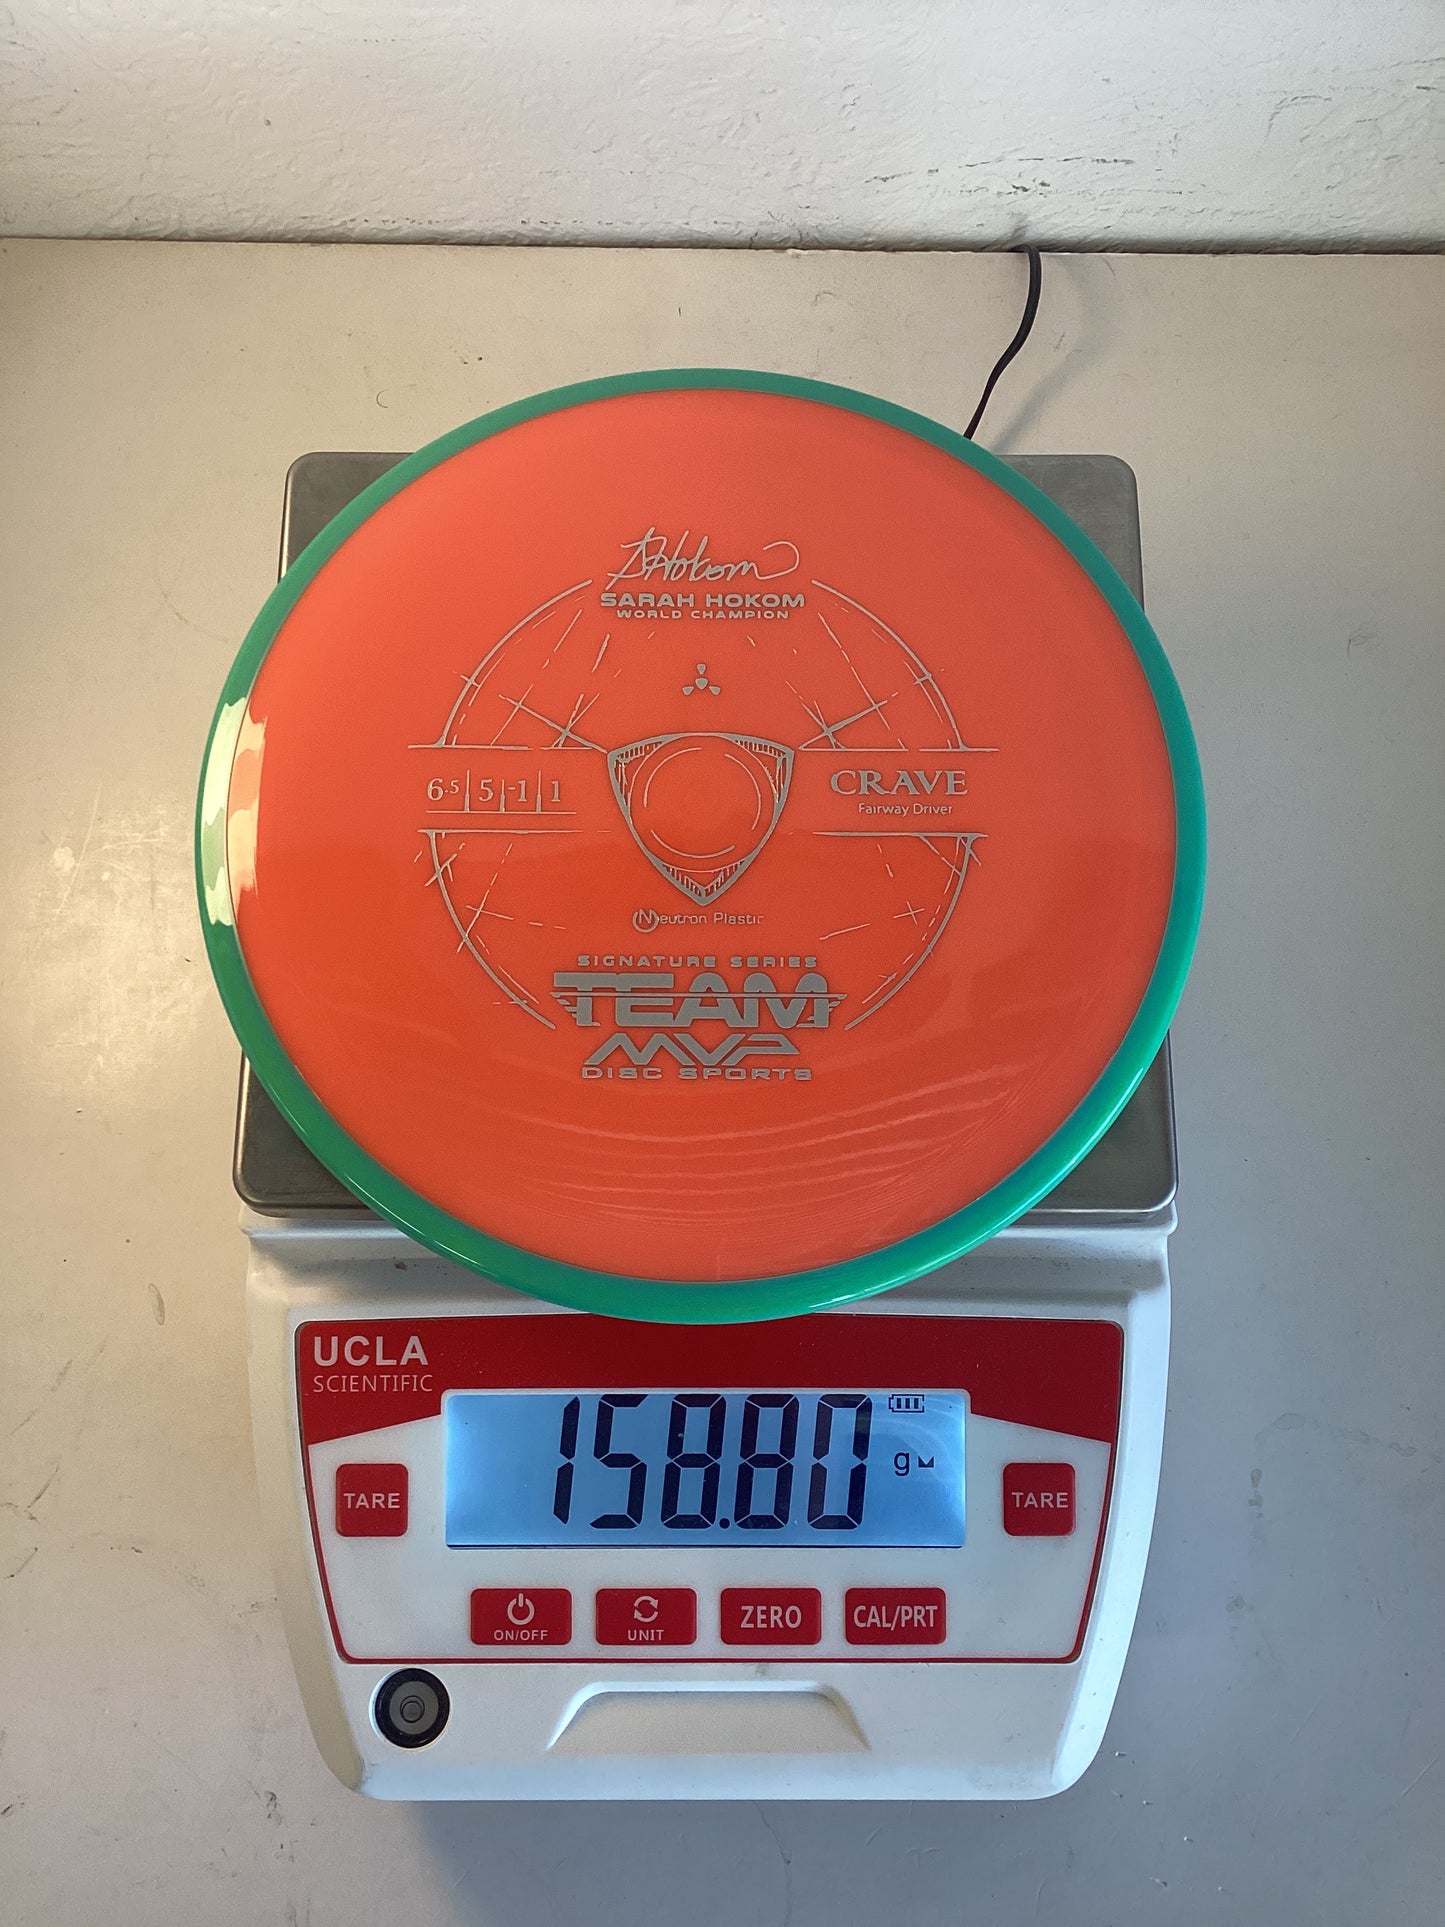 SHokom
SARAH HOKOM
WORLD CHAMPION
6.5 5 -1 1
CRAVE
Fairway Driver
Neutron Plastic
SIGNATURE SERIES
TEAM
MVP
DISC SPORTS
UCLA
SCIENTIFIC
158.80 g
TARE
TARE
ON/OFF
UNIT
ZERO
CAL/PRT